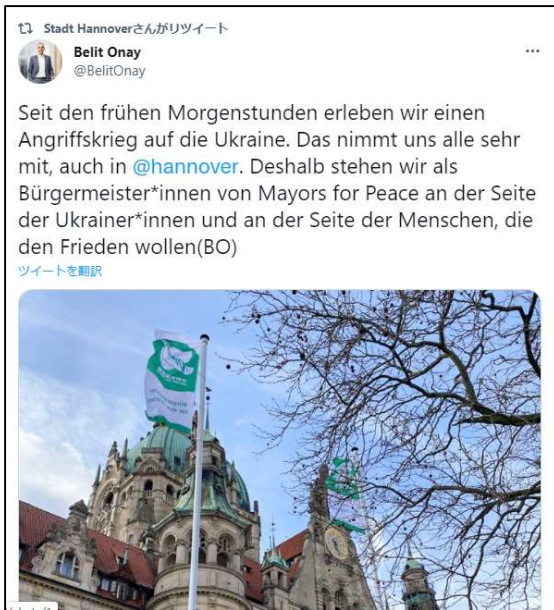 Stadt Hannoverさんがリツイート
Belit Onay
@BelitOnay
Seit den frühen Morgenstunden erleben wir einen
Angriffskrieg auf die Ukraine. Das nimmt uns alle sehr
mit, auch in @hannover. Deshalb stehen wir als
Bürgermeister*innen von Mayors for Peace an der Seite
der Ukrainer*innen und an der Seite der Menschen, die
den Frieden wollen(BO)
ツイートを翻訳